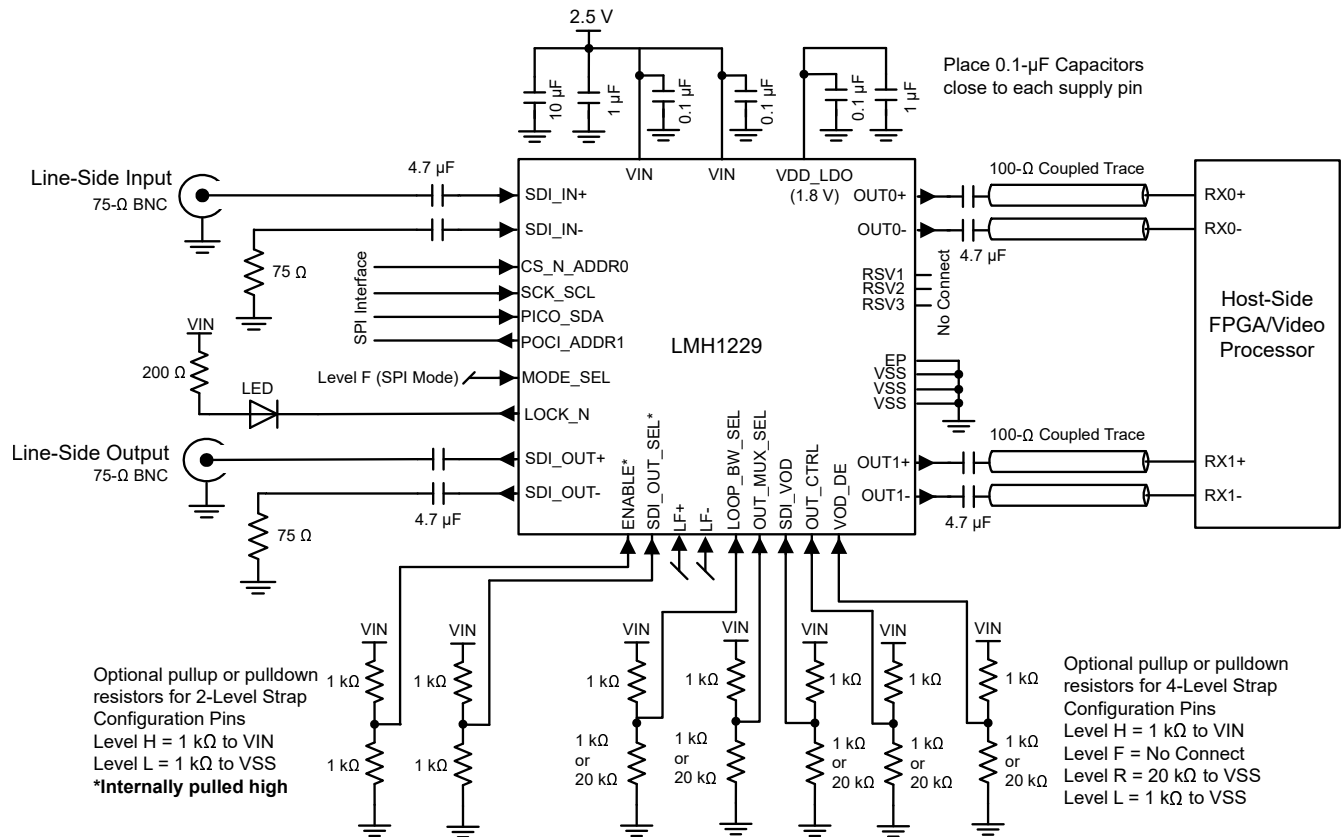 2.5 V
10 µF
1 µF
0.1 µF
0.1 µF
0.1 µF
1 µF
Place 0.1-µF Capacitors
close to each supply pin
Line-Side Input
75-Ω BNC
4.7 µF
75 Ω
SPI Interface
VIN
200 Ω
LED
Level F (SPI Mode)
Line-Side Output
75-Ω BNC
4.7 µF
75 Ω
VIN
VIN
VDD_LDO
(1.8 V)
SDI_IN+
SDI_IN-
CS_N_ADDR0
SCK_SCL
PICO_SDA
POCI_ADDR1
MODE_SEL
LOCK_N
SDI_OUT+
SDI_OUT-
LMH1229
OUT0+
OUT0-
RSV1
RSV2
RSV3
No Connect
EP
VSS
VSS
VSS
OUT1+
OUT1-
ENABLE*
SDI_OUT_SEL*
LF+
LF-
LOOP_BW_SEL
OUT_MUX_SEL
SDI_VOD
OUT_CTRL
VOD_DE
100-Ω Coupled Trace
4.7 µF
100-Ω Coupled Trace
4.7 µF
RX0+
RX0-
Host-Side
FPGA/Video
Processor
RX1+
RX1-
Optional pullup or pulldown
resistors for 2-Level Strap
Configuration Pins
Level H = 1 kΩ to VIN
Level L = 1 kΩ to VSS
*Internally pulled high
VIN
1 kΩ
1 kΩ
VIN
1 kΩ
1 kΩ
VIN
1 kΩ
1 kΩ
or
20 kΩ
VIN
1 kΩ
1 kΩ
or
20 kΩ
VIN
1 kΩ
1 kΩ
or
20 kΩ
VIN
1 kΩ
1 kΩ
or
20 kΩ
VIN
1 kΩ
1 kΩ
or
20 kΩ
Optional pullup or pulldown
resistors for 4-Level Strap
Configuration Pins
Level H = 1 kΩ to VIN
Level F = No Connect
Level R = 20 kΩ to VSS
Level L = 1 kΩ to VSS